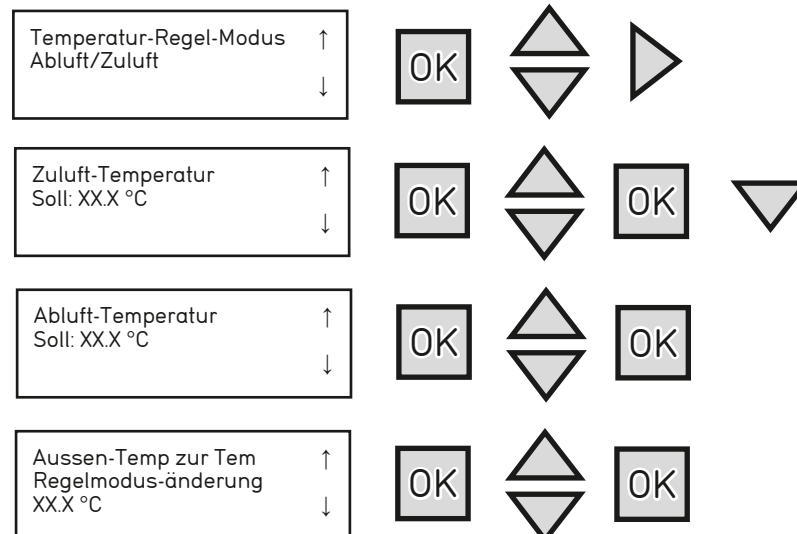 Temperatur-Regel-Modus ↑
Abluft/Zuluft
↓
OK
Zuluft-Temperatur ↑
Soll: XX.X °C
↓
OK OK
Abluft-Temperatur ↑
Soll: XX.X °C
↓
OK OK
Aussen-Temp zur Tem ↑
Regelmodus-änderung
XX.X °C ↓
OK OK